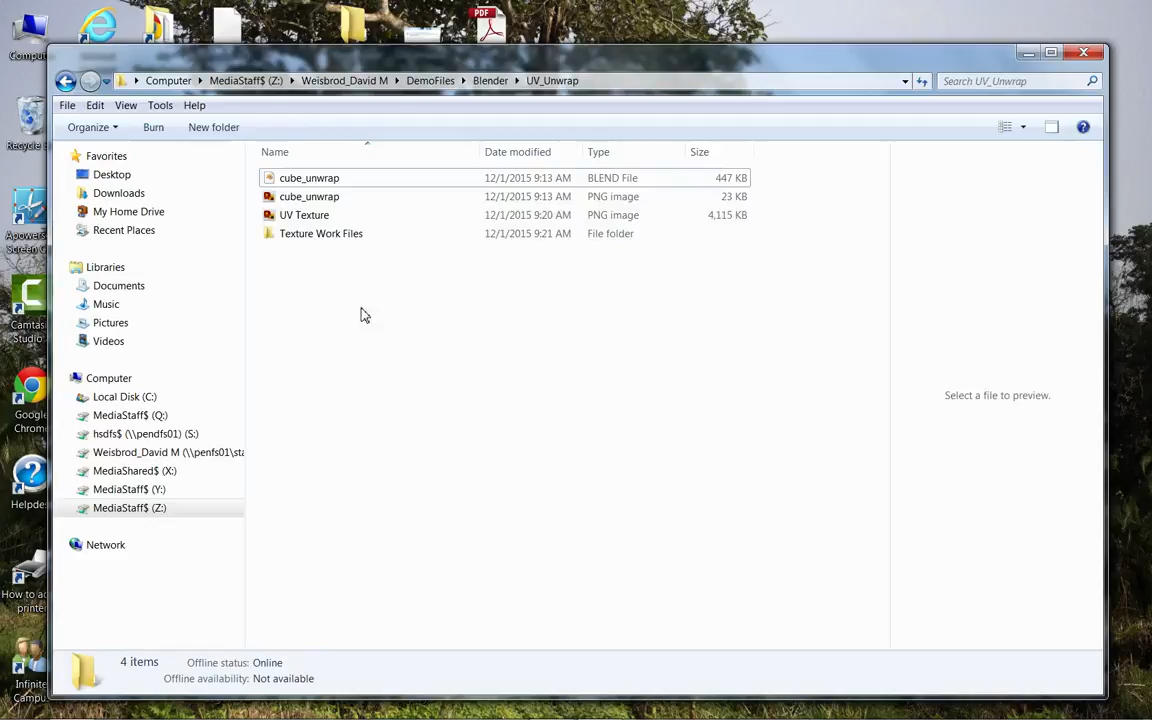 PDF
Computer ▸ MediaStaff$ (Z:) ▸ Weisbrod_David M ▸ DemoFiles ▸ Blender ▸ UV_Unwrap
Search UV_Unwrap
File Edit View Tools Help
Organize Burn New folder
Name Date modified Type Size
cube_unwrap 12/1/2015 9:13 AM BLEND File 447 KB
cube_unwrap 12/1/2015 9:13 AM PNG image 23 KB
UV Texture 12/1/2015 9:20 AM PNG image 4,115 KB
Texture Work Files 12/1/2015 9:21 AM File folder
Favorites
Desktop
Downloads
My Home Drive
Recent Places
Libraries
Documents
Music
Pictures
Videos
Computer
Local Disk (C:)
MediaStaff$ (Q:)
hsdfs$ (\\pendfs01) (S:)
Weisbrod_David M (\\penfs01\sta
MediaShared$ (X:)
MediaStaff$ (Y:)
MediaStaff$ (Z:)
Network
Select a file to preview.
4 items Offline status: Online
Offline availability: Not available
Comput
Recycle
Apowers
Screen
Camtas
Studio
Google
Chrom
Helpdes
How to a
printe
Infinite
Campu